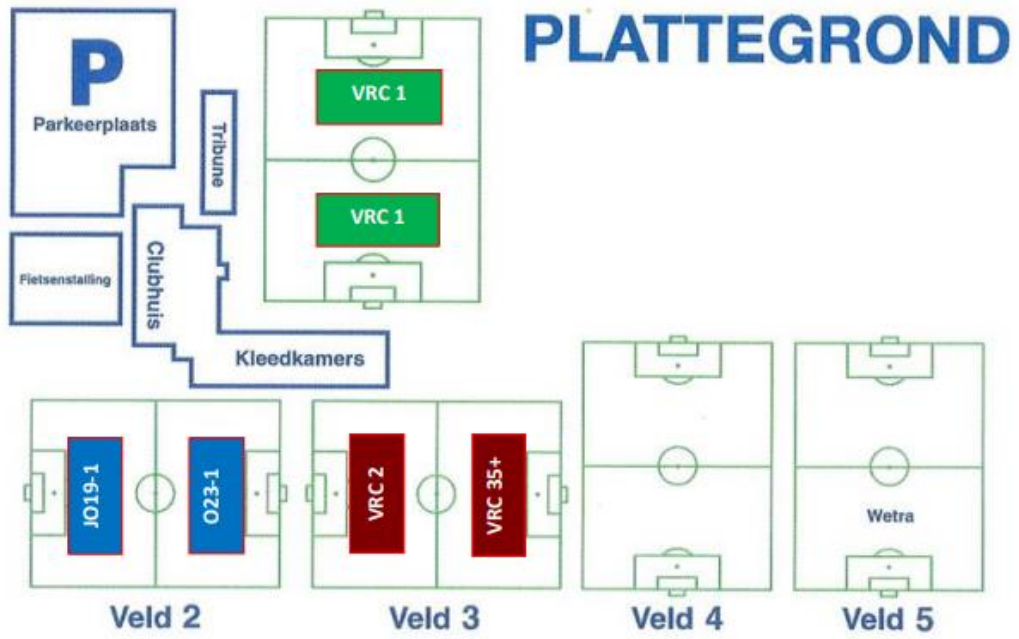 PLATTEGROND
P
Parkeerplaats
Tribune
VRC 1
VRC 1
Fietsenstalling
Clubhuis
Kleedkamers
JO19-1
O23-1
VRC 2
VRC 35+
Wetra
Veld 2
Veld 3
Veld 4
Veld 5